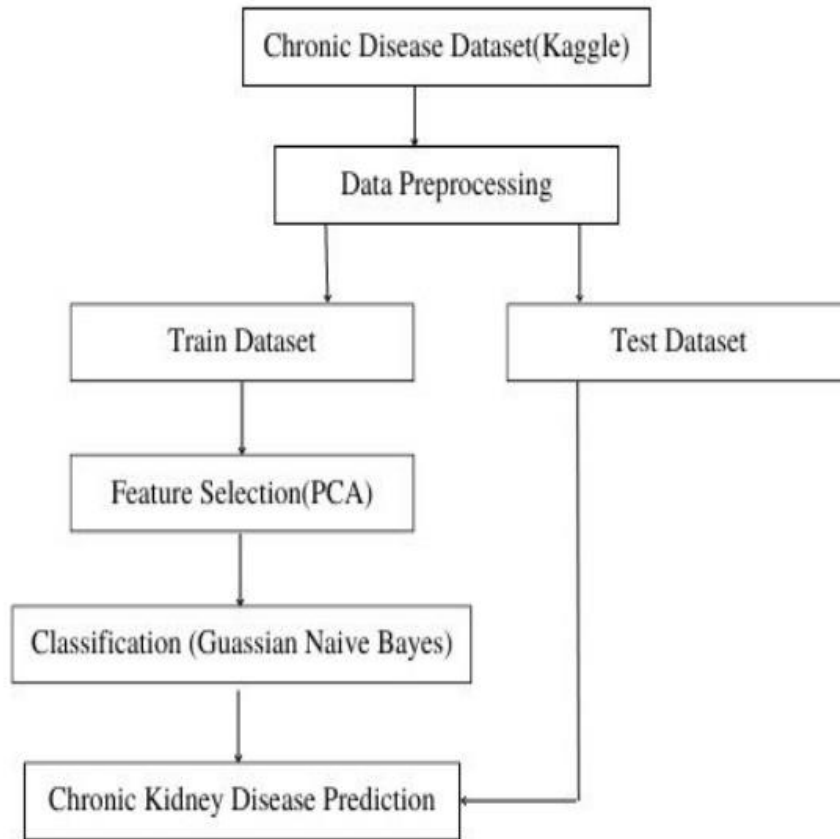 Chronic Disease Dataset(Kaggle)
Data Preprocessing
Train Dataset
Test Dataset
Feature Selection(PCA)
Classification (Guassian Naive Bayes)
Chronic Kidney Disease Prediction